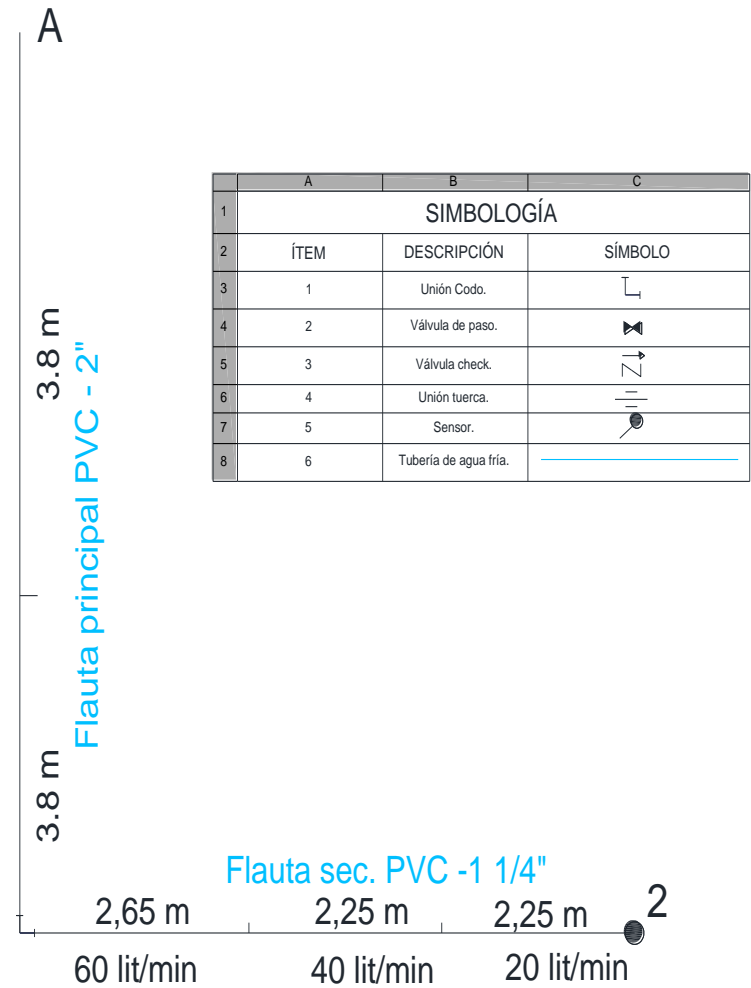 A
A B C
1 SIMBOLOGÍA
2 ÍTEM DESCRIPCIÓN SÍMBOLO
3 1 Unión Codo.
4 2 Válvula de paso.
5 3 Válvula check.
6 4 Unión tuerca.
7 5 Sensor.
8 6 Tubería de agua fría.
3.8 m
Flauta principal PVC - 2"
3.8 m
Flauta sec. PVC -1 1/4"
2,65 m 2,25 m 2,25 m 2
60 lit/min 40 lit/min 20 lit/min